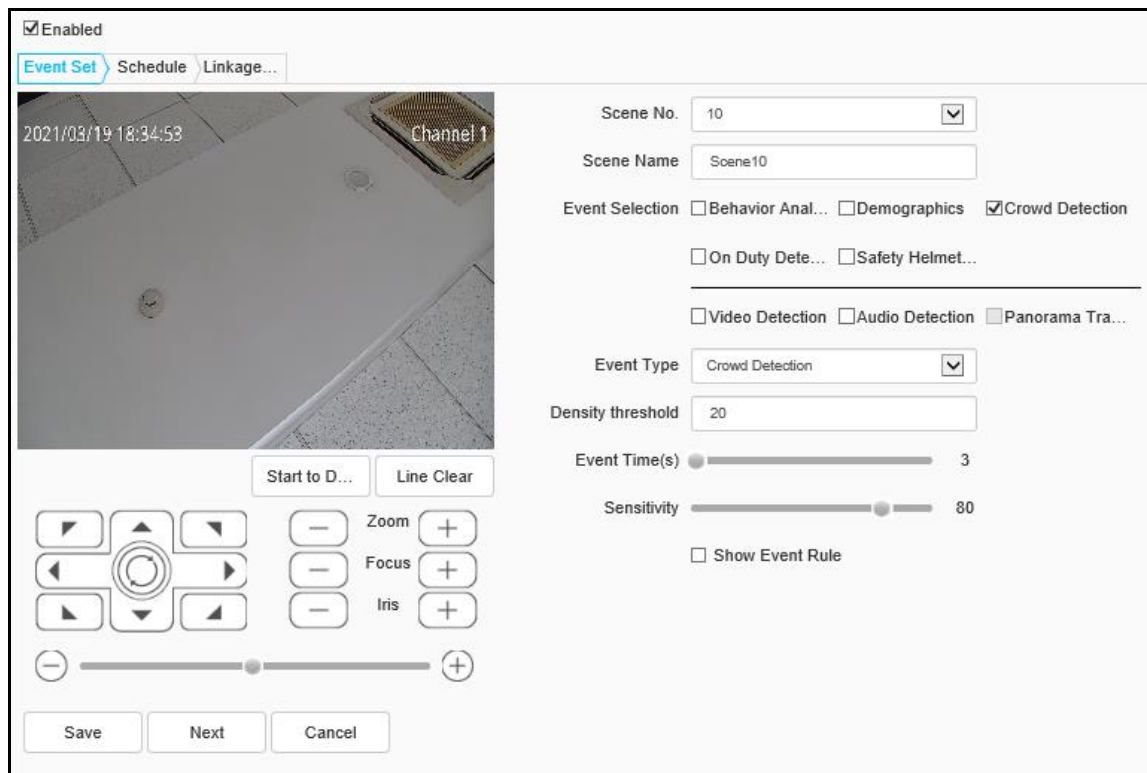 Enabled
Event Set Schedule Linkage...
2021/03/19 18:34:53 Channel 1
Start to D... Line Clear
Zoom
Focus
Iris
Save Next Cancel
Scene No. 10
Scene Name Scene10
Event Selection Behavior Anal... Demographics Crowd Detection
On Duty Dete... Safety Helmet...
Video Detection Audio Detection Panorama Tra...
Event Type Crowd Detection
Density threshold 20
Event Time(s) 3
Sensitivity 80
Show Event Rule